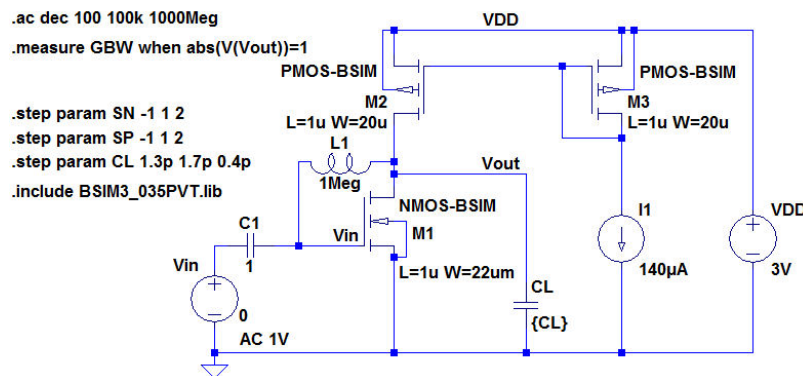 .ac dec 100 100k 1000Meg
.measure GBW when abs(V(Vout))=1
.step param SN -1 1 2
.step param SP -1 1 2
.step param CL 1.3p 1.7p 0.4p
.include BSIM3_035PVT.lib
VDD
PMOS-BSIM
M2
L=1u W=20u
PMOS-BSIM
M3
L=1u W=20u
L1
1Meg
Vout
NMOS-BSIM
M1
L=1u W=22um
C1
1
Vin
Vin
0
AC 1V
CL
{CL}
I1
140µA
VDD
3V